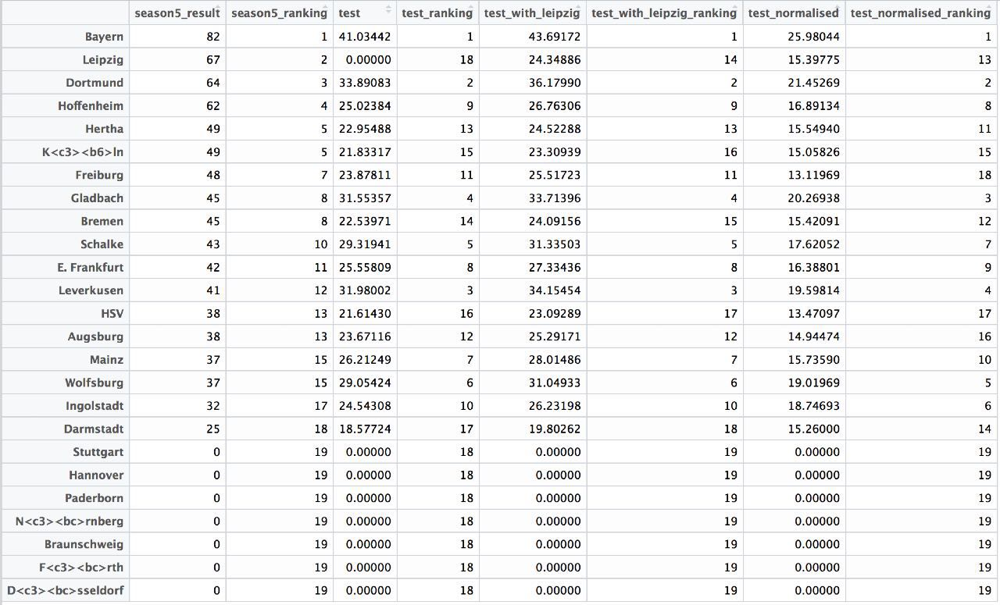 season5_result season5_ranking test test_ranking test_with_leipzig test_with_leipzig_ranking test_normalised test_normalised_ranking
Bayern 82 1 41.03442 1 43.69172 1 25.98044 1
Leipzig 67 2 0.00000 18 24.34886 14 15.39775 13
Dortmund 64 3 33.89083 2 36.17990 2 21.45269 2
Hoffenheim 62 4 25.02384 9 26.76306 9 16.89134 8
Hertha 49 5 22.95488 13 24.52288 13 15.54940 11
K<c3><b6>ln 49 5 21.83317 15 23.30939 16 15.05826 15
Freiburg 48 7 23.87811 11 25.51723 11 13.11969 18
Gladbach 45 8 31.55357 4 33.71396 4 20.26938 3
Bremen 45 8 22.53971 14 24.09156 15 15.42091 12
Schalke 43 10 29.31941 5 31.33503 5 17.62052 7
E. Frankfurt 42 11 25.55809 8 27.33436 8 16.38801 9
Leverkusen 41 12 31.98002 3 34.15454 3 19.59814 4
HSV 38 13 21.61430 16 23.09289 17 13.47097 17
Augsburg 38 13 23.67116 12 25.29171 12 14.94474 16
Mainz 37 15 26.21249 7 28.01486 7 15.73590 10
Wolfsburg 37 15 29.05424 6 31.04933 6 19.01969 5
Ingolstadt 32 17 24.54308 10 26.23198 10 18.74693 6
Darmstadt 25 18 18.57724 17 19.80262 18 15.26000 14
Stuttgart 0 19 0.00000 18 0.00000 19 0.00000 19
Hannover 0 19 0.00000 18 0.00000 19 0.00000 19
Paderborn 0 19 0.00000 18 0.00000 19 0.00000 19
N<c3><bc>rnberg 0 19 0.00000 18 0.00000 19 0.00000 19
Braunschweig 0 19 0.00000 18 0.00000 19 0.00000 19
F<c3><bc>rth 0 19 0.00000 18 0.00000 19 0.00000 19
D<c3><bc>sseldorf 0 19 0.00000 18 0.00000 19 0.00000 19